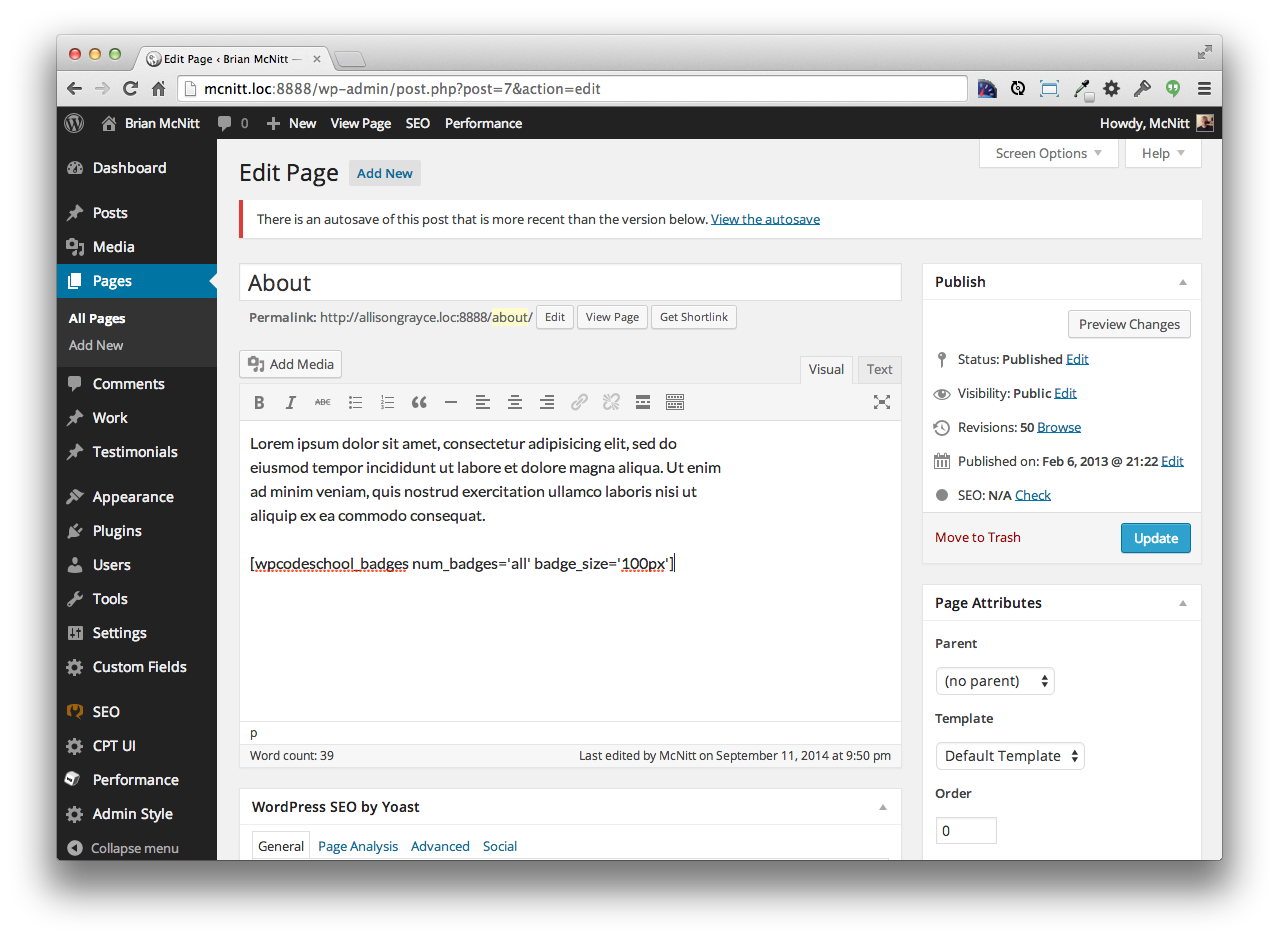 Edit Page ‹ Brian McNitt —
mcnitt.loc:8888/wp-admin/post.php?post=7&action=edit
Brian McNitt 0 New View Page SEO Performance Howdy, McNitt
Dashboard
Posts
Media
Pages
All Pages
Add New
Comments
Work
Testimonials
Appearance
Plugins
Users
Tools
Settings
Custom Fields
SEO
CPT UI
Performance
Admin Style
Collapse menu
Screen Options Help
Edit Page Add New
There is an autosave of this post that is more recent than the version below. View the autosave
About
Permalink: http://allisongrayce.loc:8888/about/ Edit View Page Get Shortlink
Add Media
Visual Text
B I ABC
Lorem ipsum dolor sit amet, consectetur adipisicing elit, sed do
eiusmod tempor incididunt ut labore et dolore magna aliqua. Ut enim
ad minim veniam, quis nostrud exercitation ullamco laboris nisi ut
aliquip ex ea commodo consequat.
[wpcodeschool_badges num_badges='all' badge_size='100px']
p
Word count: 39 Last edited by McNitt on September 11, 2014 at 9:50 pm
WordPress SEO by Yoast
General Page Analysis Advanced Social
Publish
Preview Changes
Status: Published Edit
Visibility: Public Edit
Revisions: 50 Browse
Published on: Feb 6, 2013 @ 21:22 Edit
SEO: N/A Check
Move to Trash Update
Page Attributes
Parent
(no parent)
Template
Default Template
Order
0